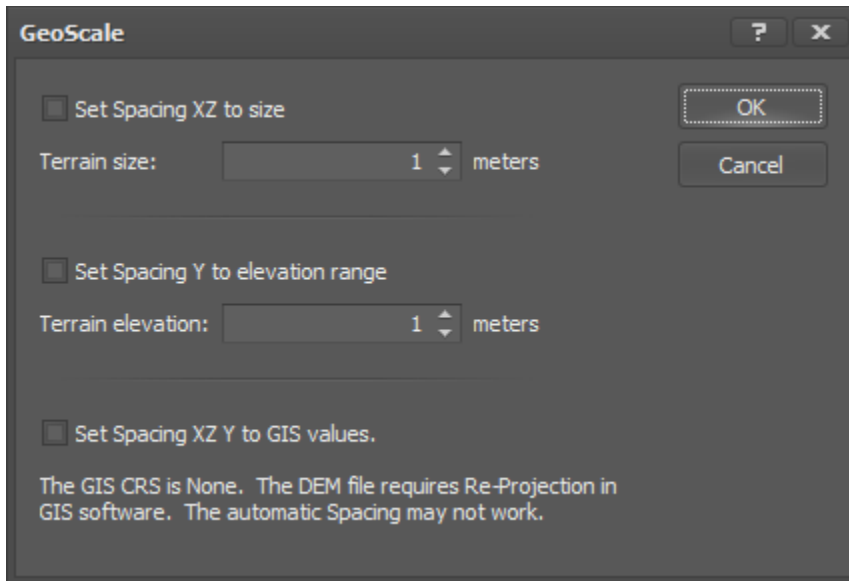 GeoScale
? x
Set Spacing XZ to size
OK
Terrain size: 1 meters
Cancel
Set Spacing Y to elevation range
Terrain elevation: 1 meters
Set Spacing XZ Y to GIS values.
The GIS CRS is None. The DEM file requires Re-Projection in
GIS software. The automatic Spacing may not work.